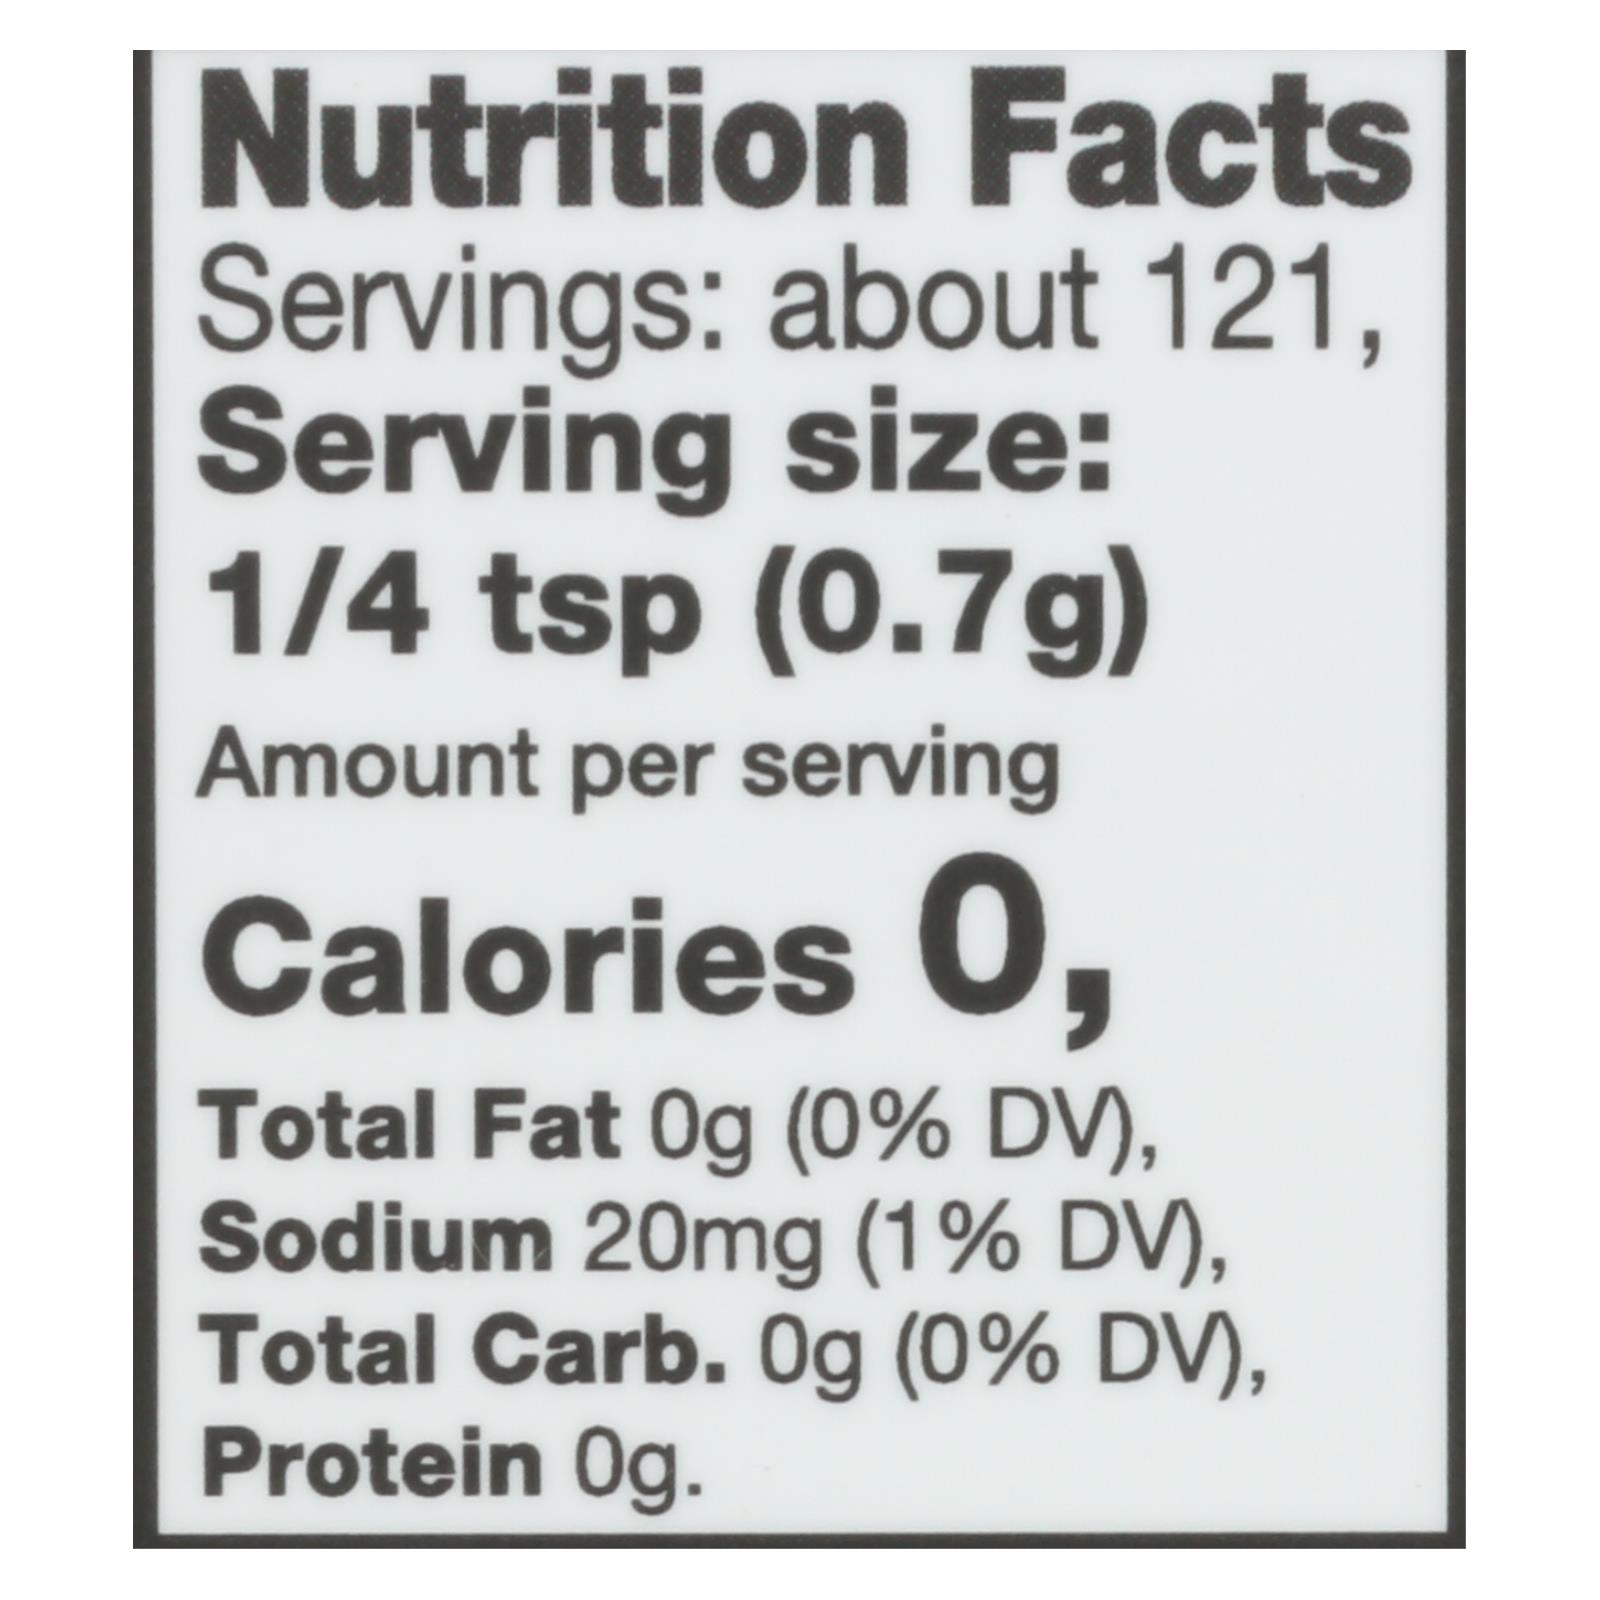 Nutrition Facts
Servings: about 121,
Serving size:
1/4 tsp (0.7g)
Amount per serving
Calories 0,
Total Fat 0g (0% DV),
Sodium 20mg (1% DV),
Total Carb. 0g (0% DV),
Protein 0g.